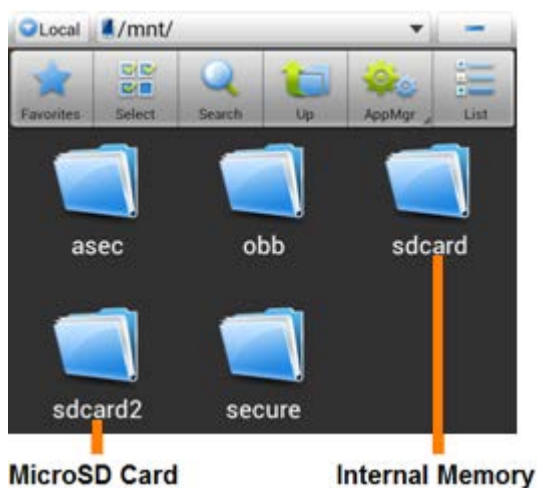 Local /mnt/
Favorites Select Search Up AppMgr List
asec obb sdcard
sdcard2 secure
MicroSD Card Internal Memory